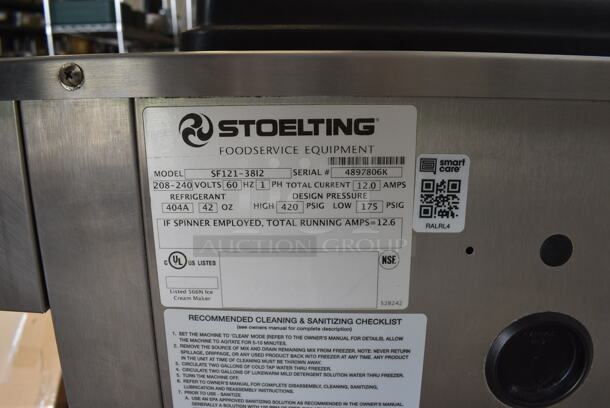 STOELTING®
FOODSERVICE EQUIPMENT
MODEL SF121-38I2 SERIAL # 4897806K
208-240 VOLTS 60 HZ 1 PH TOTAL CURRENT 12.0 AMPS
REFRIGERANT DESIGN PRESSURE
404A 42 OZ HIGH 420 PSIG LOW 175 PSIG
IF SPINNER EMPLOYED, TOTAL RUNNING AMPS=12.6
AUCTION GROUP
C UL US LISTED
NSF
Listed 506N Ice
Cream Maker
528242
smart
care
RALRL4
RECOMMENDED CLEANING & SANITIZING CHECKLIST
(see owners manual for complete description)
1. SET THE MACHINE TO 'CLEAN' MODE (REFER TO THE OWNER'S MANUAL FOR DETAILS). ALLOW
THE MACHINE TO AGITATE FOR 5-10 MINUTES.
2. REMOVE THE SOURCE OF MIX AND DRAIN REMAINING MIX FROM FREEZER. NOTE: NEVER RETURN
SPILLAGE, DRIPPAGE, OR ANY USED PRODUCT BACK INTO FREEZER AT ANY TIME. ANY PRODUCT
IN THE UNIT AT TIME OF CLEANING MUST BE THROWN AWAY.
3. CIRCULATE TWO GALLONS OF COLD TAP WATER THRU FREEZER.
4. CIRCULATE TWO GALLONS OF LUKEWARM MILD DETERGENT SOLUTION WATER THRU FREEZER.
5. TURN THE MACHINE OFF.
6. REFER TO OWNER'S MANUAL FOR COMPLETE DISASSEMBLY, CLEANING, SANITIZING,
LUBRICATION AND REASSEMBLY INSTRUCTIONS.
7. PRIOR TO USE - SANITIZE
A. USE AN EPA APPROVED SANITIZING SOLUTION AS RECOMMENDED IN THE OWNER'S MANUAL.